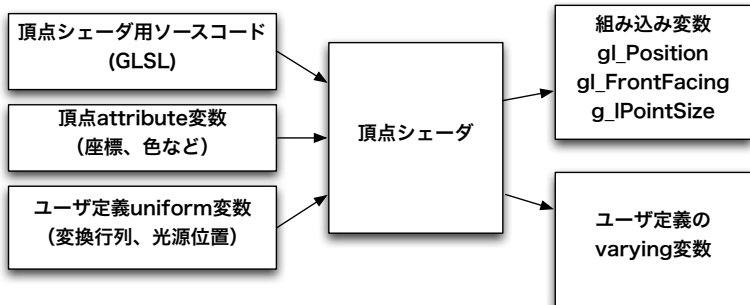 頂点シェーダ用ソースコード
(GLSL)
頂点attribute変数
（座標、色など）
ユーザ定義uniform変数
（変換行列、光源位置）
頂点シェーダ
組み込み変数
gl_Position
gl_FrontFacing
g_lPointSize
ユーザ定義の
varying変数